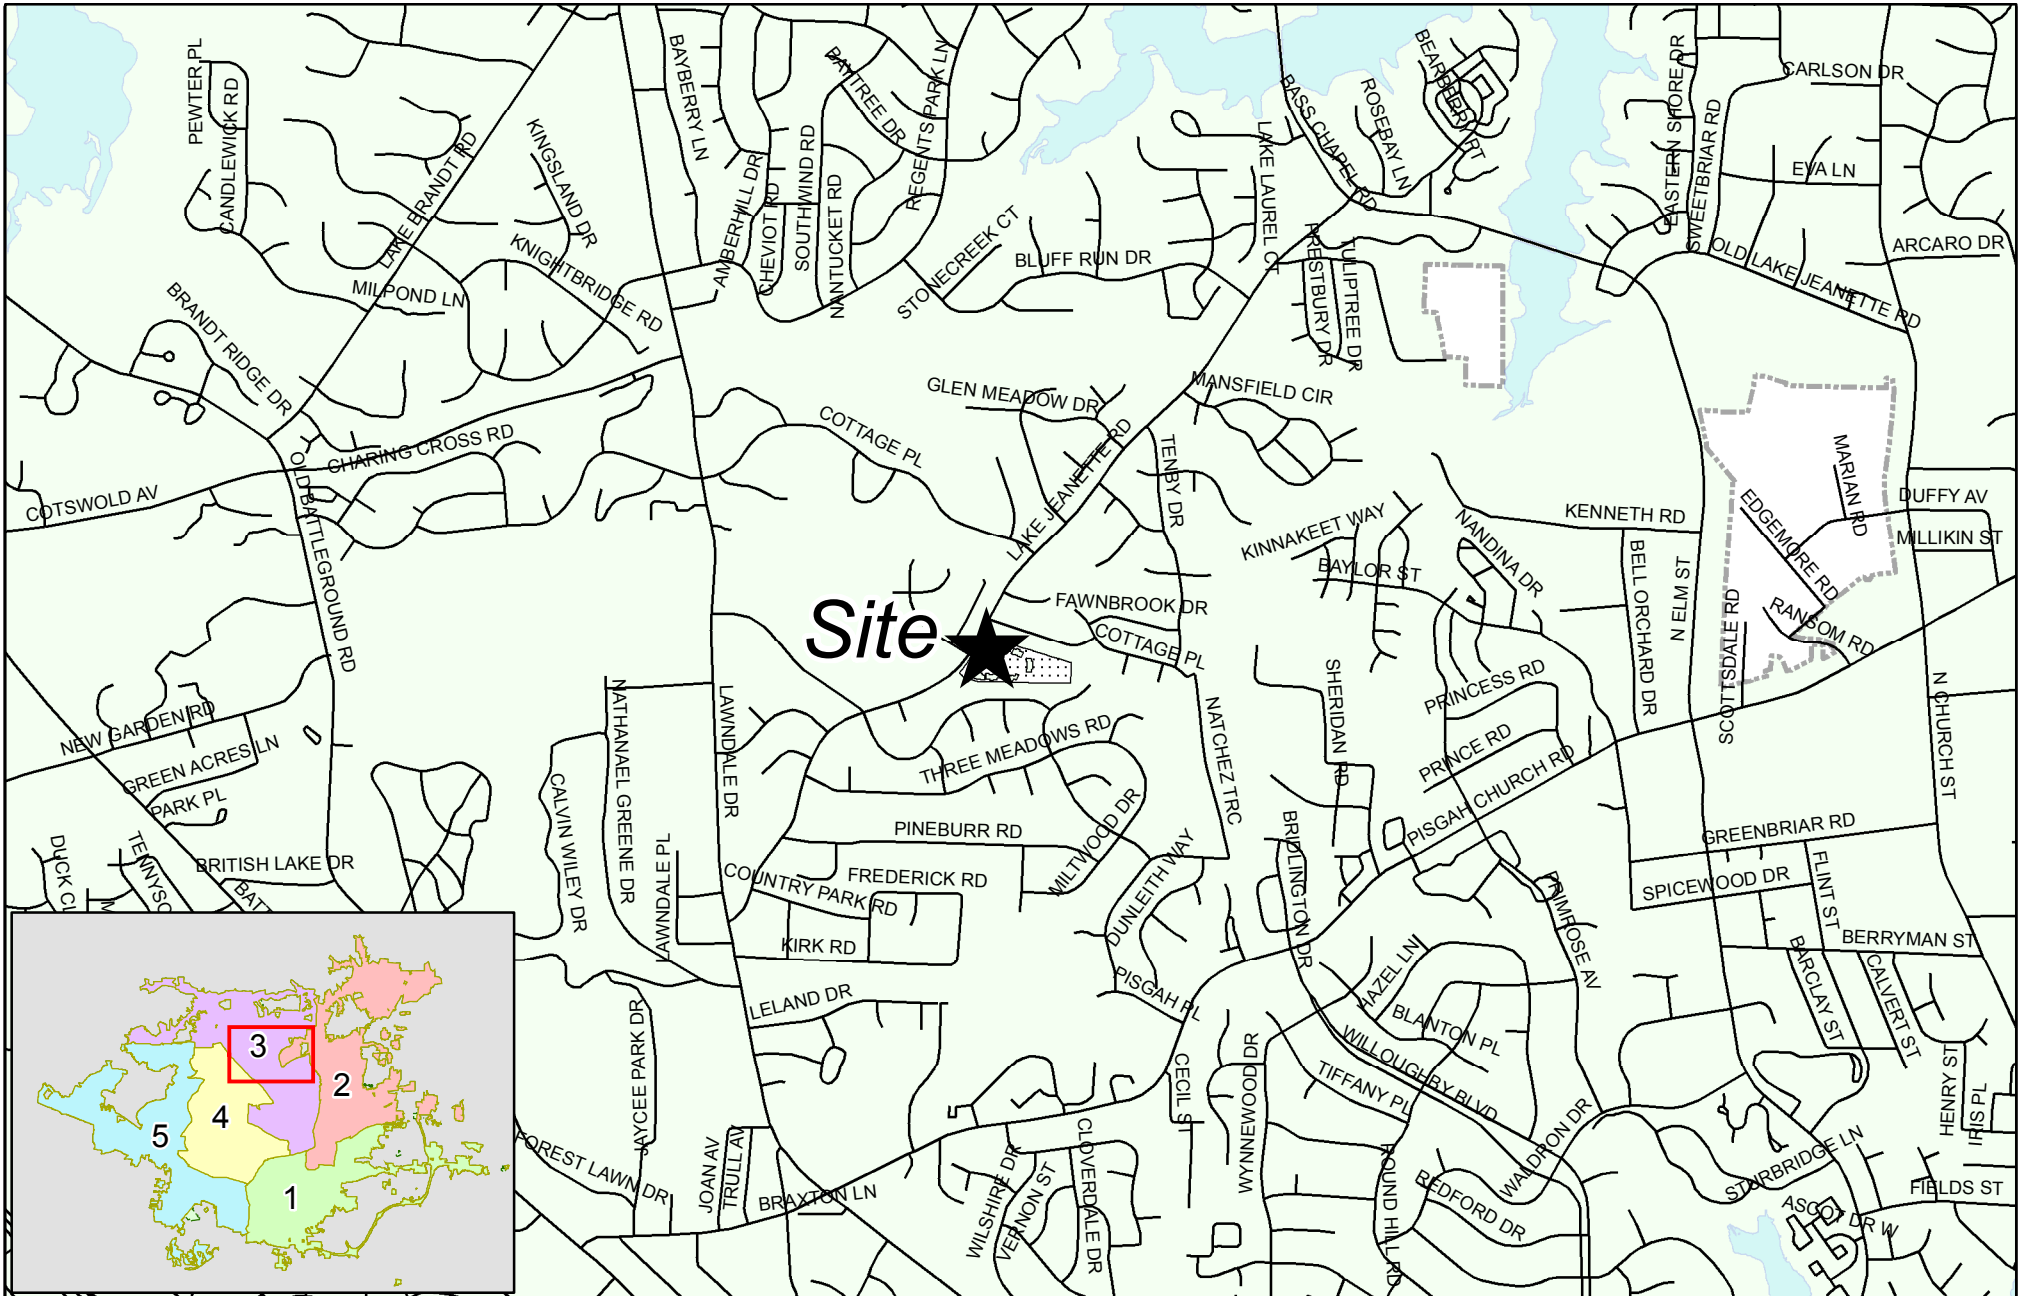 PEWTER PL
CANDLEWICK RD
LAKE BRANDT RD
KINGSLAND DR
BAYBERRY LN
BAYTREE DR
REGENTS PARK LN
AMBERHILL DR
CHEVIOT RD
SOUTHWIND RD
NANTUCKET RD
KNIGHTBRIDGE RD
MILPOND LN
BRANDT RIDGE DR
STONECREEK CT
BLUFF RUN DR
LAKE LAUREL CT
BASS CHAPEL RD
ROSEBAY LN
BEARBERRY RT
PRESTBURY DR
TULIPTREE DR
EASTERN SHORE DR
SWEETBRIAR RD
CARLSON DR
EVA LN
ARCARO DR
OLD LAKE JEANETTE RD
GLEN MEADOW DR
MANSFIELD CIR
COTTAGE PL
CHARING CROSS RD
COTSWOLD AV
OLD BATTLEGROUND RD
LAKE JEANETTE RD
TENBY DR
KINNAKEET WAY
BAYLOR ST
NANDINA DR
KENNETH RD
BELL ORCHARD DR
N ELM ST
SCOTTSDALE RD
EDGEMORE RD
MARIAN RD
RANSOM RD
DUFFY AV
MILLIKIN ST
Site
FAWNBROOK DR
COTTAGE PL
NEW GARDEN RD
GREEN ACRES LN
PARK PL
BRITISH LAKE DR
NATHANAEL GREENE DR
CALVIN WILEY DR
LAWNDALE DR
LAWNDALE PL
THREE MEADOWS RD
NATCHEZ TRC
SHERIDAN RD
PRINCESS RD
PRINCE RD
PISGAH CHURCH RD
N CHURCH ST
PINEBURR RD
MILTWOOD DR
COUNTRY PARK RD
FREDERICK RD
KIRK RD
DUNLEITH WAY
BRIDLINGTON DR
PRIMROSE AV
GREENBRIAR RD
SPICEWOOD DR
FLINT ST
BERRYMAN ST
BARCLAY ST
CALVERT ST
DUCK CL
TENNYSO
BATT
LELAND DR
PISGAH PL
HAZEL LN
BLANTON PL
WILLOUGHBY BLVD
TIFFANY PL
WYNNEWOOD DR
CECIL ST
JAYCEE PARK DR
FOREST LAWN DR
JOAN AV
TRULL AV
BRAXTON LN
WILSHIRE DR
VERNON ST
CLOVERDALE DR
ROUND HILL RD
REDFORD DR
WALDRON DR
STURBRIDGE LN
ASCOT DR W
FIELDS ST
HENRY ST
IRIS PL
3
2
4
5
1